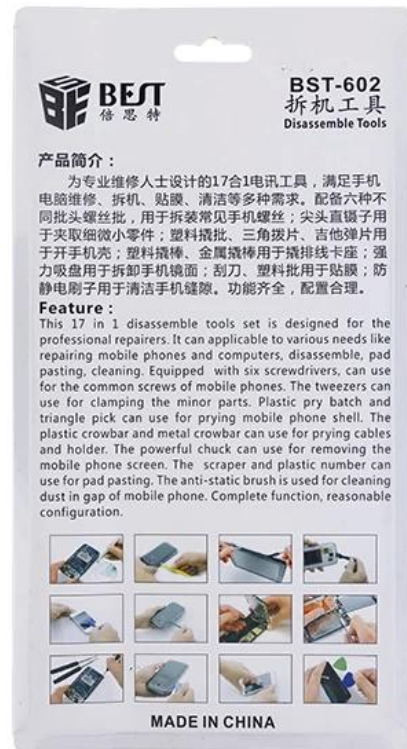 BEST
倍思特
BST-602
拆机工具
Disassemble Tools
产品简介：
为专业维修人士设计的17合1电讯工具，满足手机
电脑维修、拆机、贴膜、清洁等多种需求。配备六种不
同批头螺丝批，用于拆装常见手机螺丝；尖头直镊子用
于夹取细微小零件；塑料撬批、三角拨片、吉他弹片用
于开手机壳；塑料撬棒、金属撬棒用于撬排线卡座；强
力吸盘用于拆卸手机镜面；刮刀、塑料批用于贴膜；防
静电刷子用于清洁手机缝隙。功能齐全，配置合理。
Feature :
This 17 in 1 disassemble tools set is designed for the
professional repairers. It can applicable to various needs like
repairing mobile phones and computers, disassemble, pad
pasting, cleaning. Equipped with six screwdrivers, can use
for the common screws of mobile phones. The tweezers can
use for clamping the minor parts. Plastic pry batch and
triangle pick can use for prying mobile phone shell. The
plastic crowbar and metal crowbar can use for prying cables
and holder. The powerful chuck can use for removing the
mobile phone screen. The scraper and plastic number can
use for pad pasting. The anti-static brush is used for cleaning
dust in gap of mobile phone. Complete function, reasonable
configuration.
MADE IN CHINA